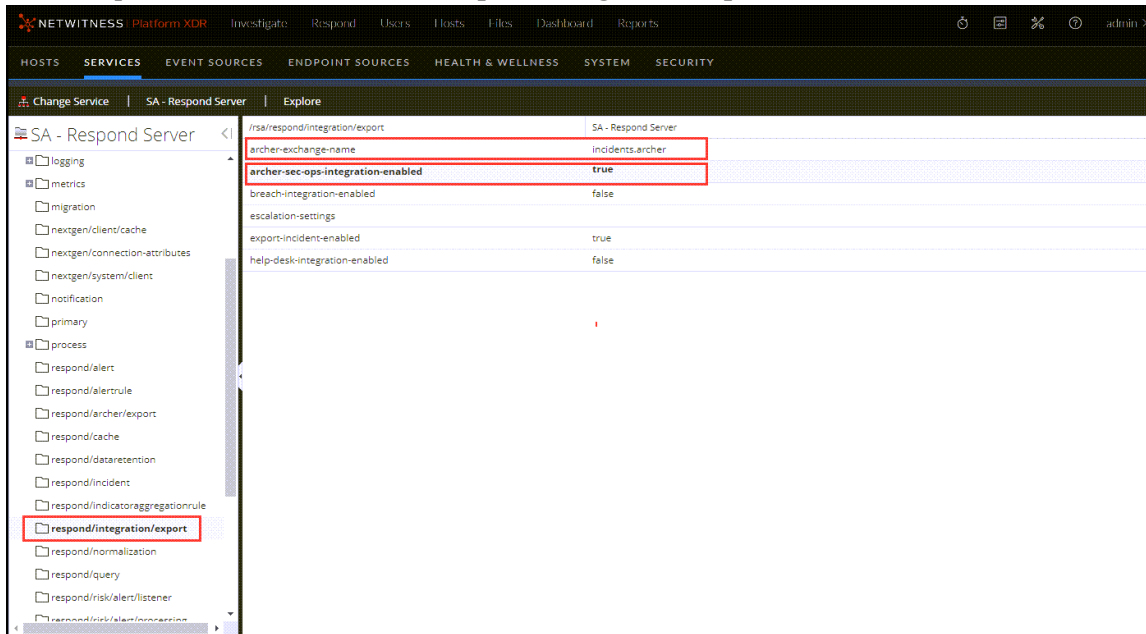 NETWITNESS Platform XDR Investigate Respond Users Hosts Files Dashboard Reports admin
HOSTS SERVICES EVENT SOURCES ENDPOINT SOURCES HEALTH & WELLNESS SYSTEM SECURITY
Change Service | SA - Respond Server | Explore
SA - Respond Server
logging
metrics
migration
nextgen/client/cache
nextgen/connection-attributes
nextgen/system/client
notification
primary
process
respond/alert
respond/alertrule
respond/archer/export
respond/cache
respond/dataretention
respond/incident
respond/indicatoraggregationrule
respond/integration/export
respond/normalization
respond/query
respond/risk/alert/listener
respond/risk/alert/processing
/rsa/respond/integration/export SA - Respond Server
archer-exchange-name incidents.archer
archer-sec-ops-integration-enabled true
breach-integration-enabled false
escalation-settings
export-incident-enabled true
help-desk-integration-enabled false